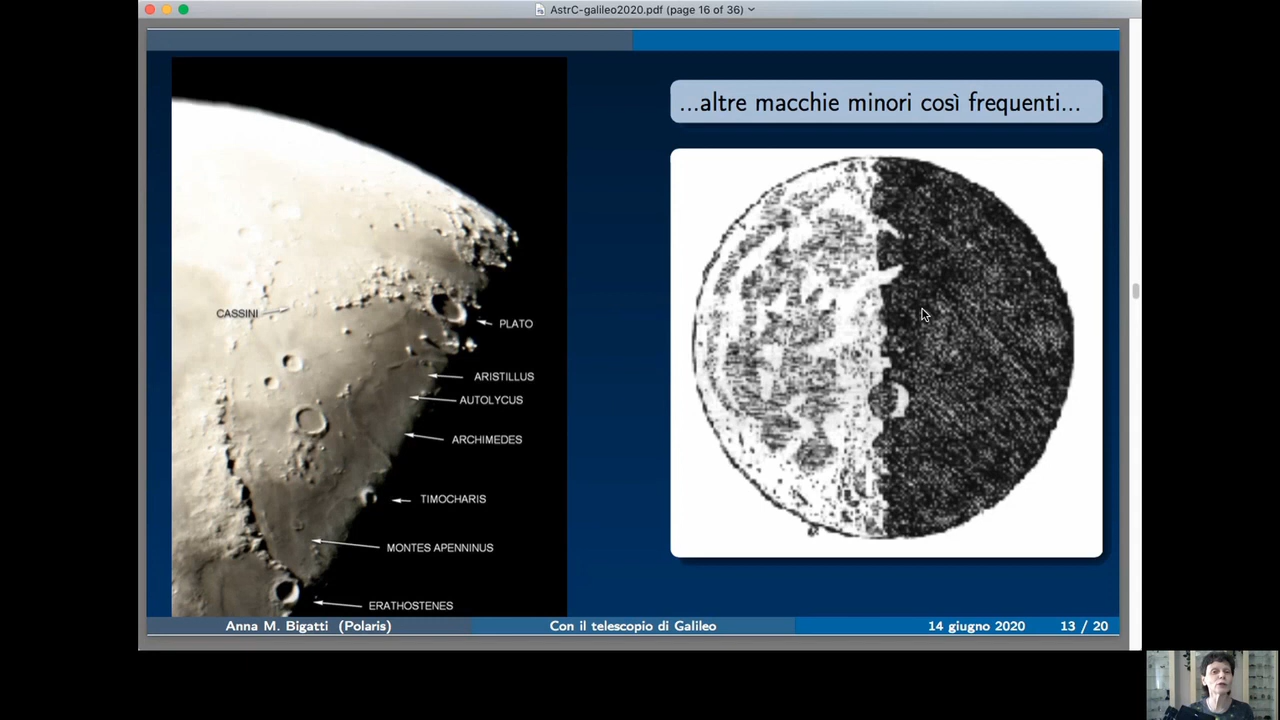 AstrC-galileo2020.pdf (page 16 of 36)
...altre macchie minori così frequenti...
CASSINI
PLATO
ARISTILLUS
AUTOLYCUS
ARCHIMEDES
TIMOCHARIS
MONTES APENNINUS
ERATHOSTENES
Anna M. Bigatti (Polaris)
Con il telescopio di Galileo
14 giugno 2020
13 / 20